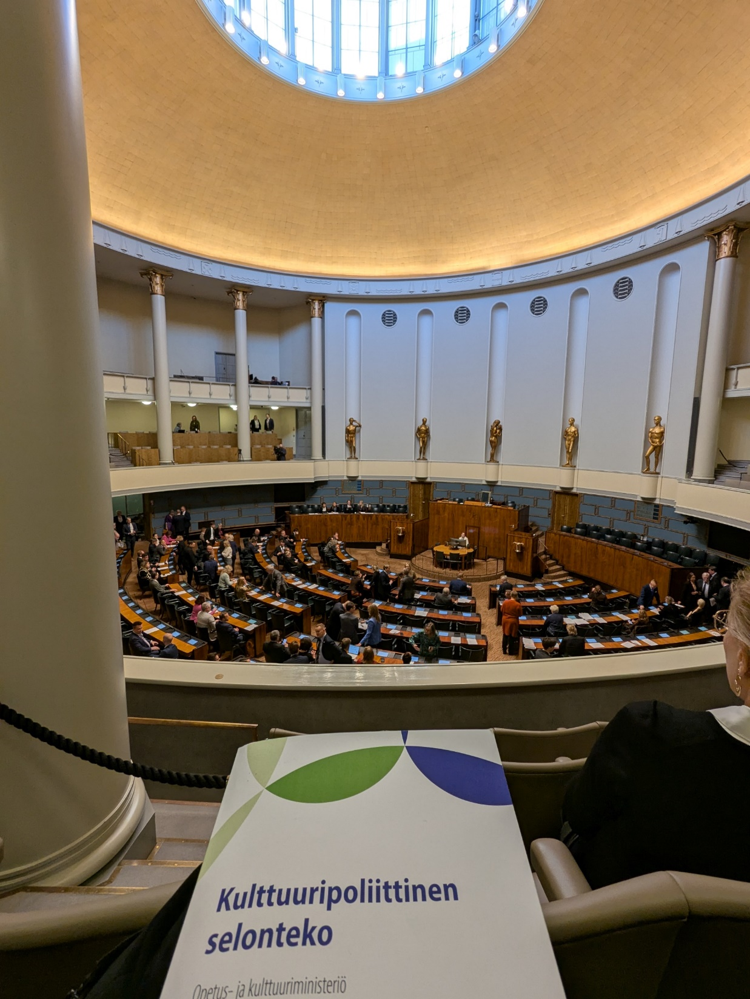 Kulttuuripoliittinen
selonteko
Opetus- ja kulttuuriministeriö